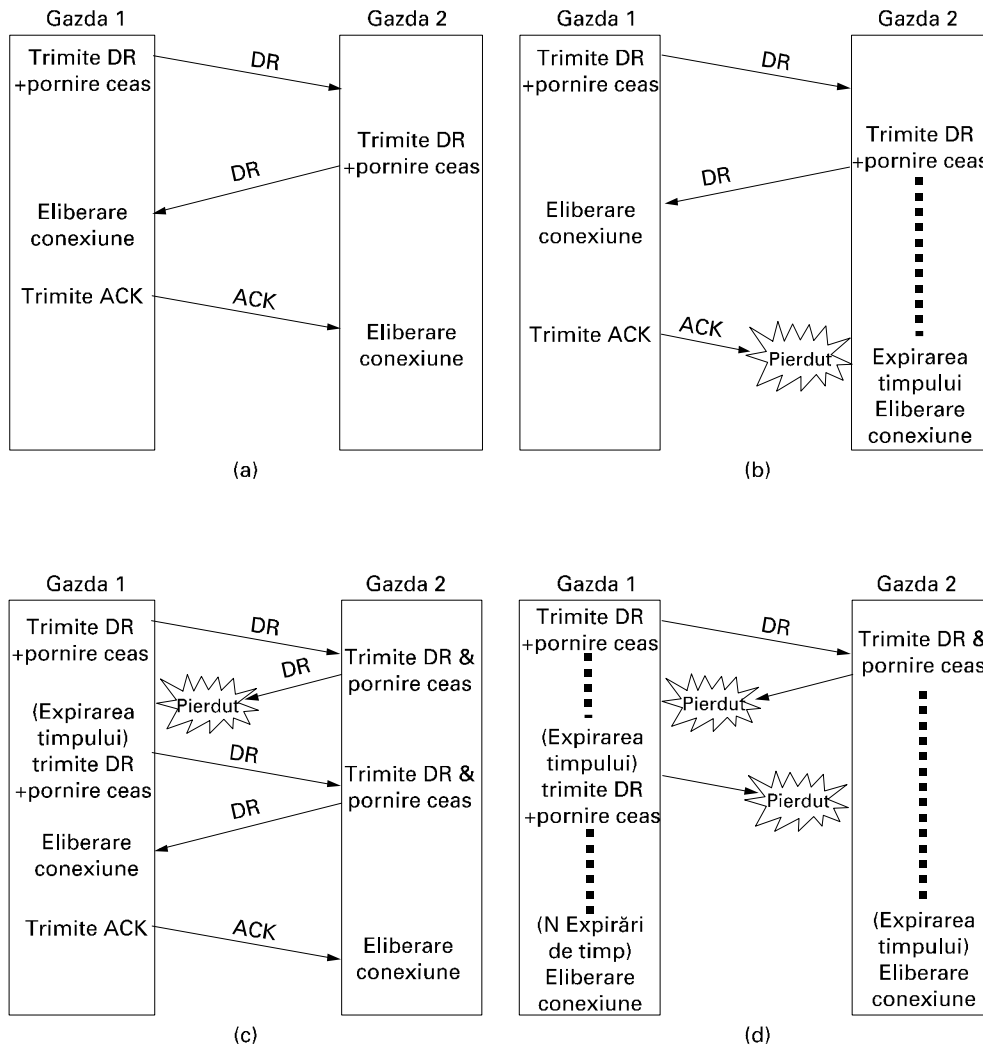 Gazda 1
Gazda 2
Trimite DR
+pornire ceas
DR
Trimite DR
+pornire ceas
DR
Eliberare
conexiune
Trimite ACK
ACK
Eliberare
conexiune
(a)
Gazda 1
Gazda 2
Trimite DR
+pornire ceas
DR
Trimite DR
+pornire ceas
DR
Eliberare
conexiune
Trimite ACK
ACK
Pierdut
Expirarea
timpului
Eliberare
conexiune
(b)
Gazda 1
Gazda 2
Trimite DR
+pornire ceas
DR
Trimite DR &
pornire ceas
DR
Pierdut
(Expirarea
timpului)
trimite DR
+pornire ceas
DR
Trimite DR &
pornire ceas
DR
Eliberare
conexiune
Trimite ACK
ACK
Eliberare
conexiune
(c)
Gazda 1
Gazda 2
Trimite DR
+pornire ceas
DR
Trimite DR &
pornire ceas
Pierdut
(Expirarea
timpului)
trimite DR
+pornire ceas
Pierdut
(N Expirări
de timp)
Eliberare
conexiune
(Expirarea
timpului)
Eliberare
conexiune
(d)